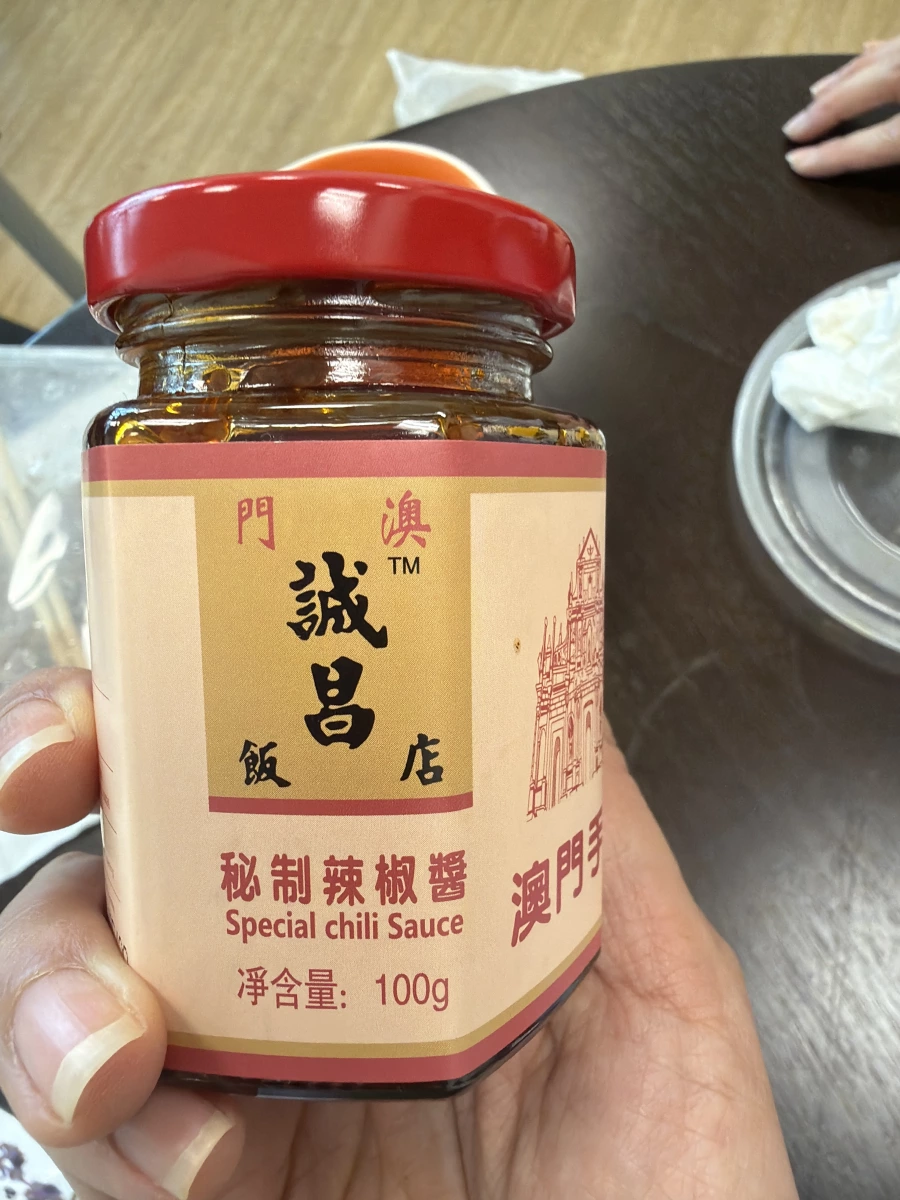 澳門
TM
誠
昌
飯店
秘制辣椒醬
Special chili Sauce
凈含量: 100g
澳門手